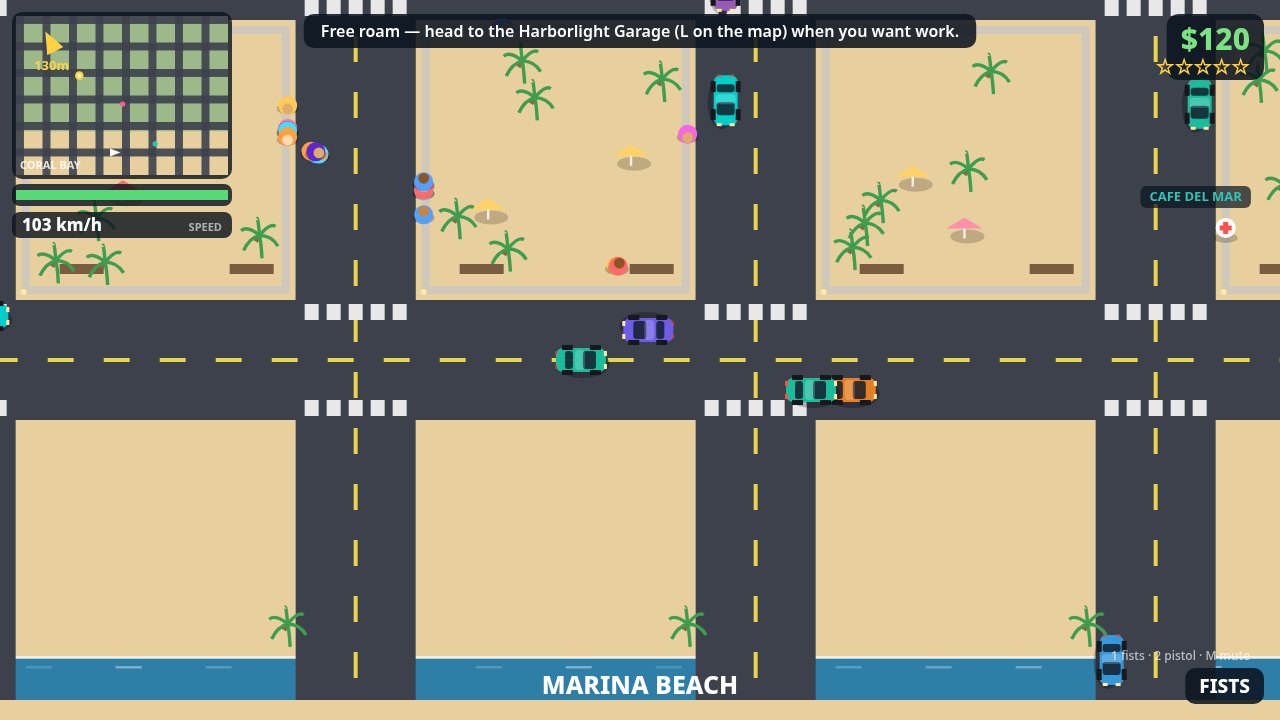 Free roam — head to the Harborlight Garage (L on the map) when you want work.
$120
130m
CORAL BAY
103 km/h
SPEED
CAFE DEL MAR
1 fists · 2 pistol · M mute
MARINA BEACH
FISTS